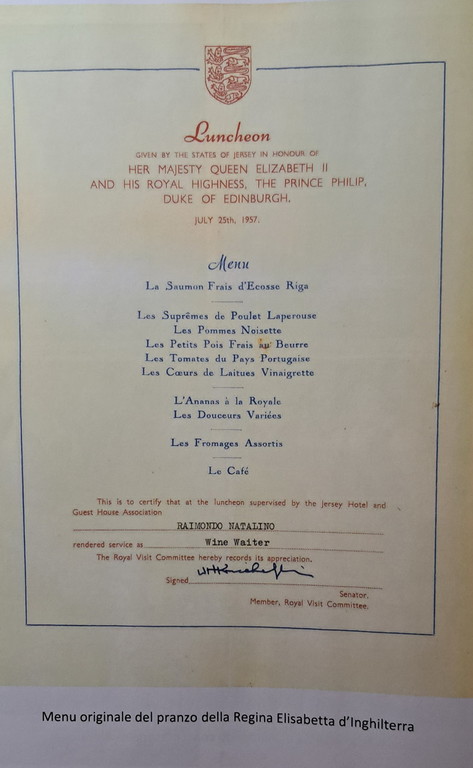 Luncheon
GIVEN BY THE STATES OF JERSEY IN HONOUR OF
HER MAJESTY QUEEN ELIZABETH II
AND HIS ROYAL HIGHNESS, THE PRINCE PHILIP,
DUKE OF EDINBURGH.
JULY 25th, 1957.
Menu
La Saumon Frais d'Ecosse Riga
Les Suprêmes de Poulet Laperouse
Les Pommes Noisette
Les Petits Pois Frais au Beurre
Les Tomates du Pays Portugaise
Les Cœurs de Laitues Vinaigrette
L'Ananas à la Royale
Les Douceurs Variées
Les Fromages Assortis
Le Café
This is to certify that at the luncheon supervised by the Jersey Hotel and
Guest House Association
RAIMONDO NATALINO
rendered service as Wine Waiter
The Royal Visit Committee hereby records its appreciation.
Signed
Senator.
Member, Royal Visit Committee.
Menu originale del pranzo della Regina Elisabetta d'Inghilterra